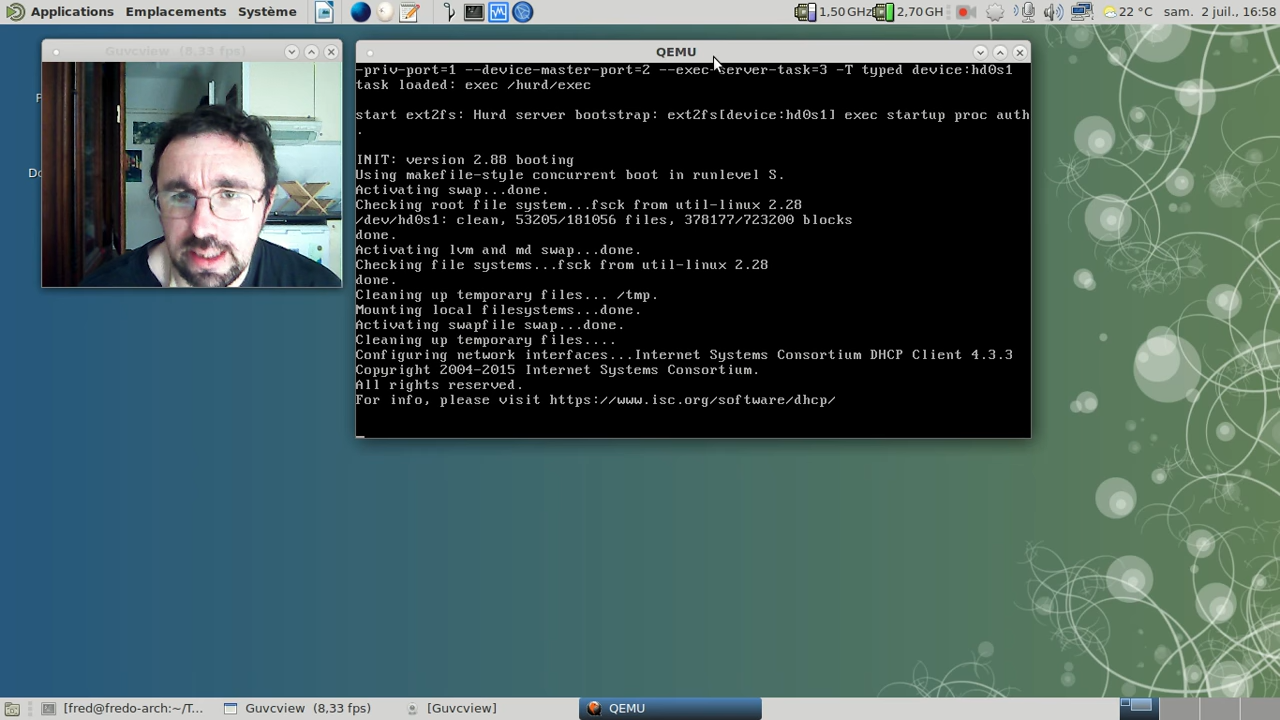 Applications Emplacements Système 1,50 GHz 2,70 GH 22 °C sam. 2 juil., 16:58
Guvcview (8,33 fps)
QEMU
-priv-port=1 --device-master-port=2 --exec-server-task=3 -T typed device:hd0s1
task loaded: exec /hurd/exec
start ext2fs: Hurd server bootstrap: ext2fs[device:hd0s1] exec startup proc auth
.
INIT: version 2.88 booting
Using makefile-style concurrent boot in runlevel S.
Activating swap...done.
Checking root file system...fsck from util-linux 2.28
/dev/hd0s1: clean, 53205/181056 files, 378177/723200 blocks
done.
Activating lvm and md swap...done.
Checking file systems...fsck from util-linux 2.28
done.
Cleaning up temporary files... /tmp.
Mounting local filesystems...done.
Activating swapfile swap...done.
Cleaning up temporary files....
Configuring network interfaces...Internet Systems Consortium DHCP Client 4.3.3
Copyright 2004-2015 Internet Systems Consortium.
All rights reserved.
For info, please visit https://www.isc.org/software/dhcp/
[fred@fredo-arch:~/T... Guvcview (8,33 fps) [Guvcview] QEMU